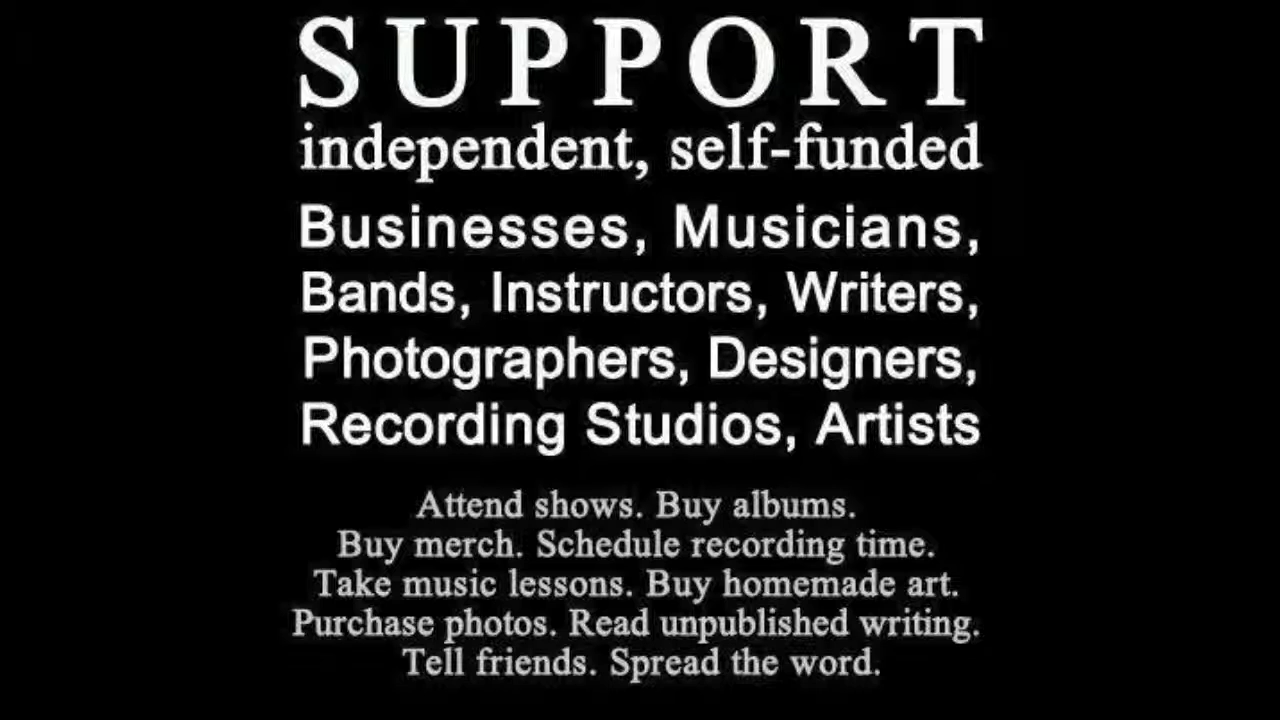 SUPPORT
independent, self-funded
Businesses, Musicians,
Bands, Instructors, Writers,
Photographers, Designers,
Recording Studios, Artists
Attend shows. Buy albums.
Buy merch. Schedule recording time.
Take music lessons. Buy homemade art.
Purchase photos. Read unpublished writing.
Tell friends. Spread the word.